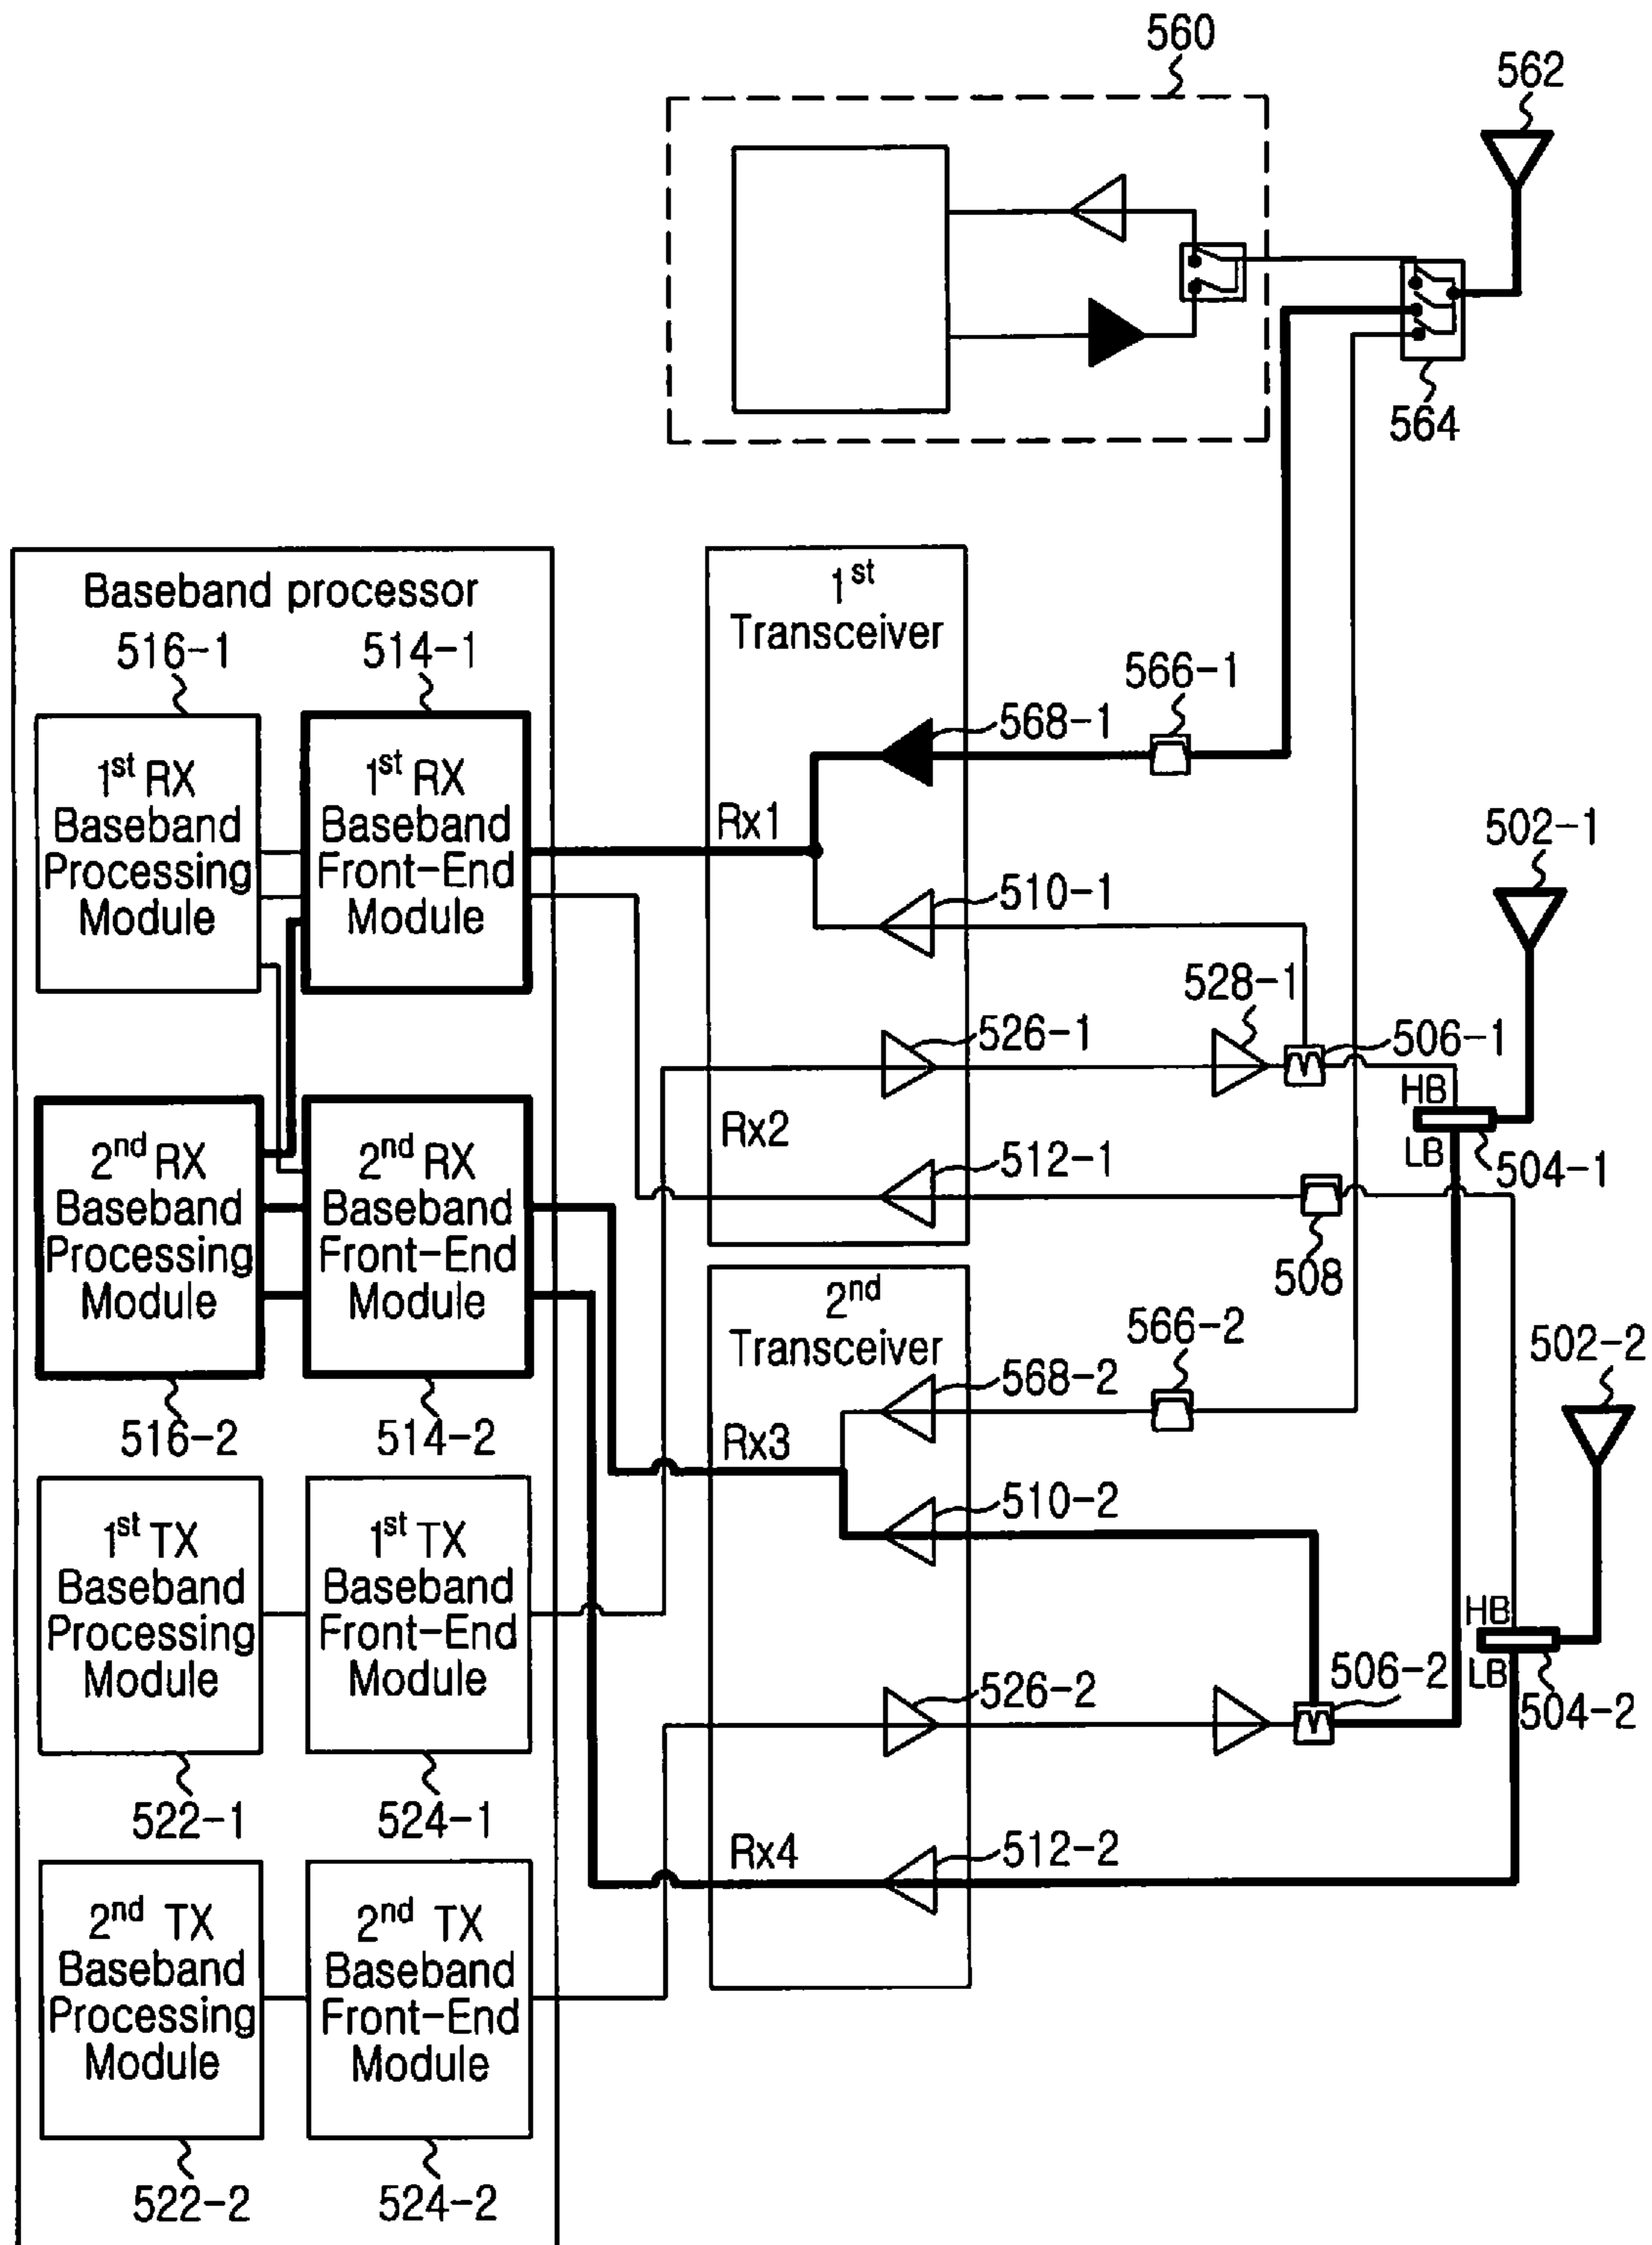 560
562
564
Baseband processor
516-1
514-1
1st RX
Baseband
Processing
Module
1st RX
Baseband
Front-End
Module
2nd RX
Baseband
Processing
Module
2nd RX
Baseband
Front-End
Module
516-2
514-2
1st TX
Baseband
Processing
Module
1st TX
Baseband
Front-End
Module
522-1
524-1
2nd TX
Baseband
Processing
Module
2nd TX
Baseband
Front-End
Module
522-2
524-2
1st
Transceiver
568-1
566-1
Rx1
510-1
502-1
528-1
526-1
506-1
HB
LB
504-1
Rx2
512-1
508
2nd
Transceiver
566-2
568-2
502-2
Rx3
510-2
HB
LB
504-2
506-2
526-2
Rx4
512-2